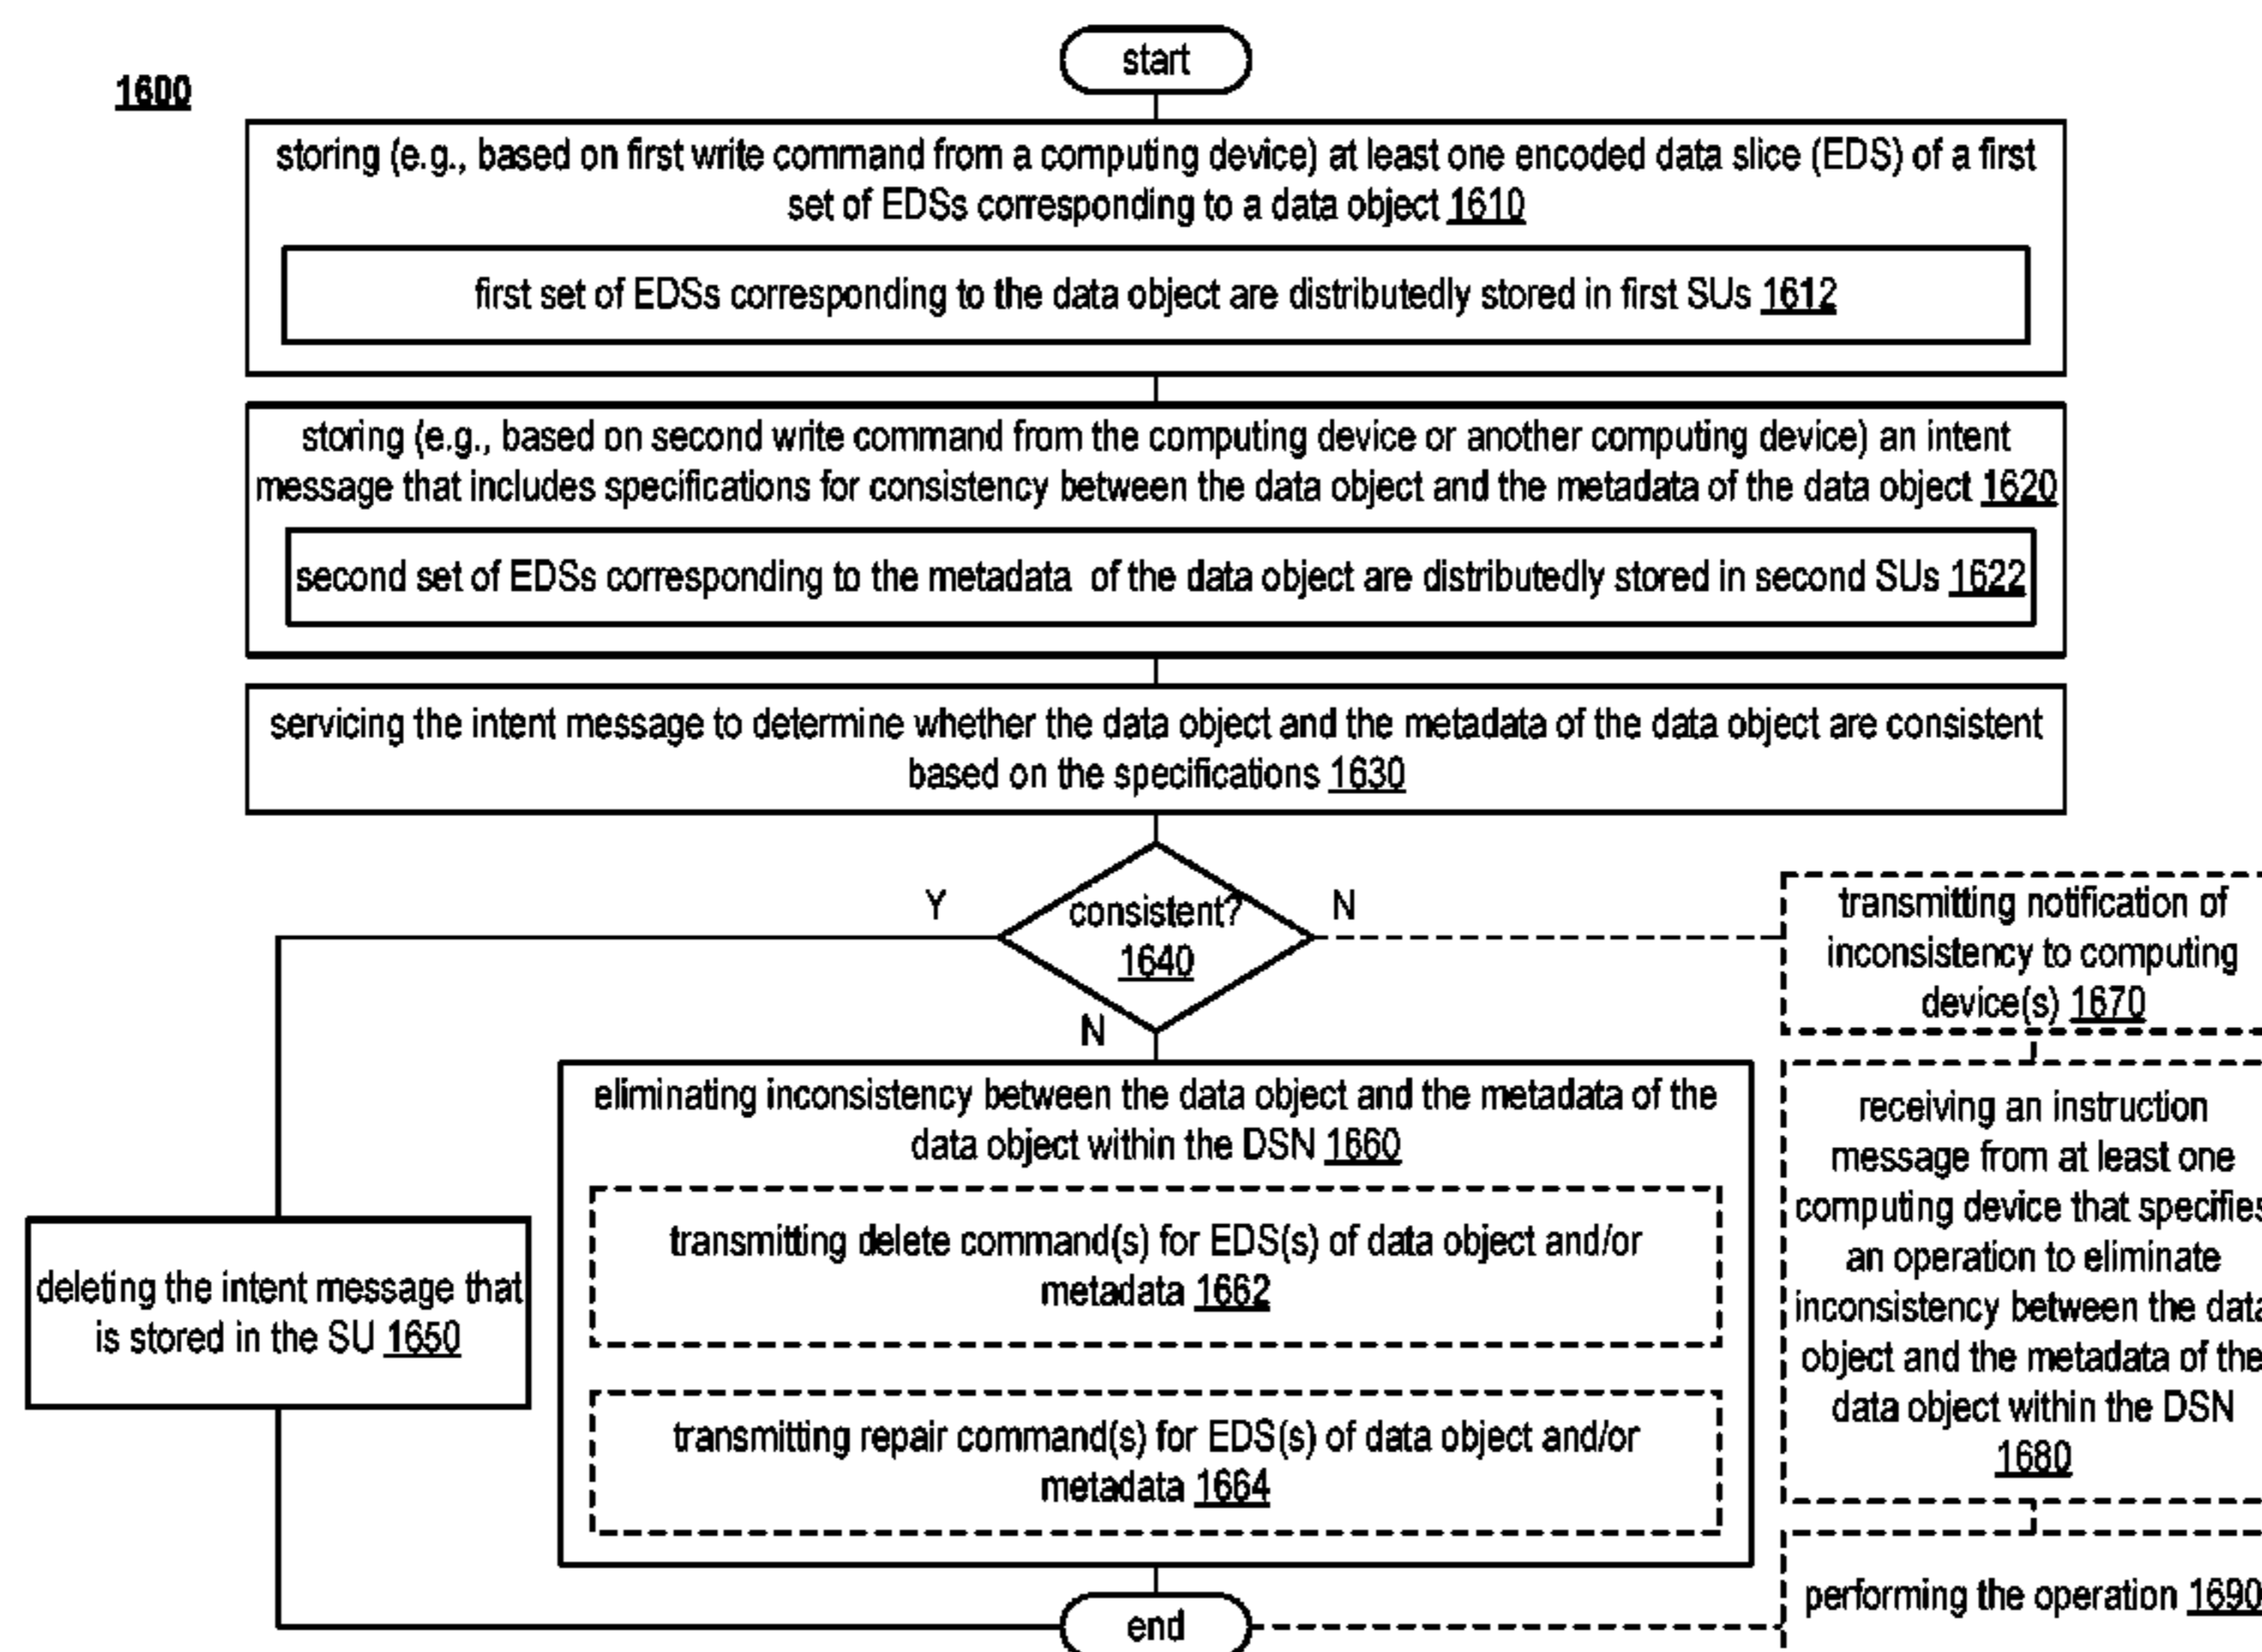 1600
start
storing (e.g., based on first write command from a computing device) at least one encoded data slice (EDS) of a first
set of EDSs corresponding to a data object 1610
first set of EDSs corresponding to the data object are distributedly stored in first SUs 1612
storing (e.g., based on second write command from the computing device or another computing device) an intent
message that includes specifications for consistency between the data object and the metadata of the data object 1620
second set of EDSs corresponding to the metadata of the data object are distributedly stored in second SUs 1622
servicing the intent message to determine whether the data object and the metadata of the data object are consistent
based on the specifications 1630
Y
consistent?
1640
N
N
transmitting notification of
inconsistency to computing
device(s) 1670
eliminating inconsistency between the data object and the metadata of the
data object within the DSN 1660
transmitting delete command(s) for EDS(s) of data object and/or
metadata 1662
transmitting repair command(s) for EDS(s) of data object and/or
metadata 1664
deleting the intent message that
is stored in the SU 1650
receiving an instruction
message from at least one
computing device that specifies
an operation to eliminate
inconsistency between the data
object and the metadata of the
data object within the DSN
1680
performing the operation 1690
end